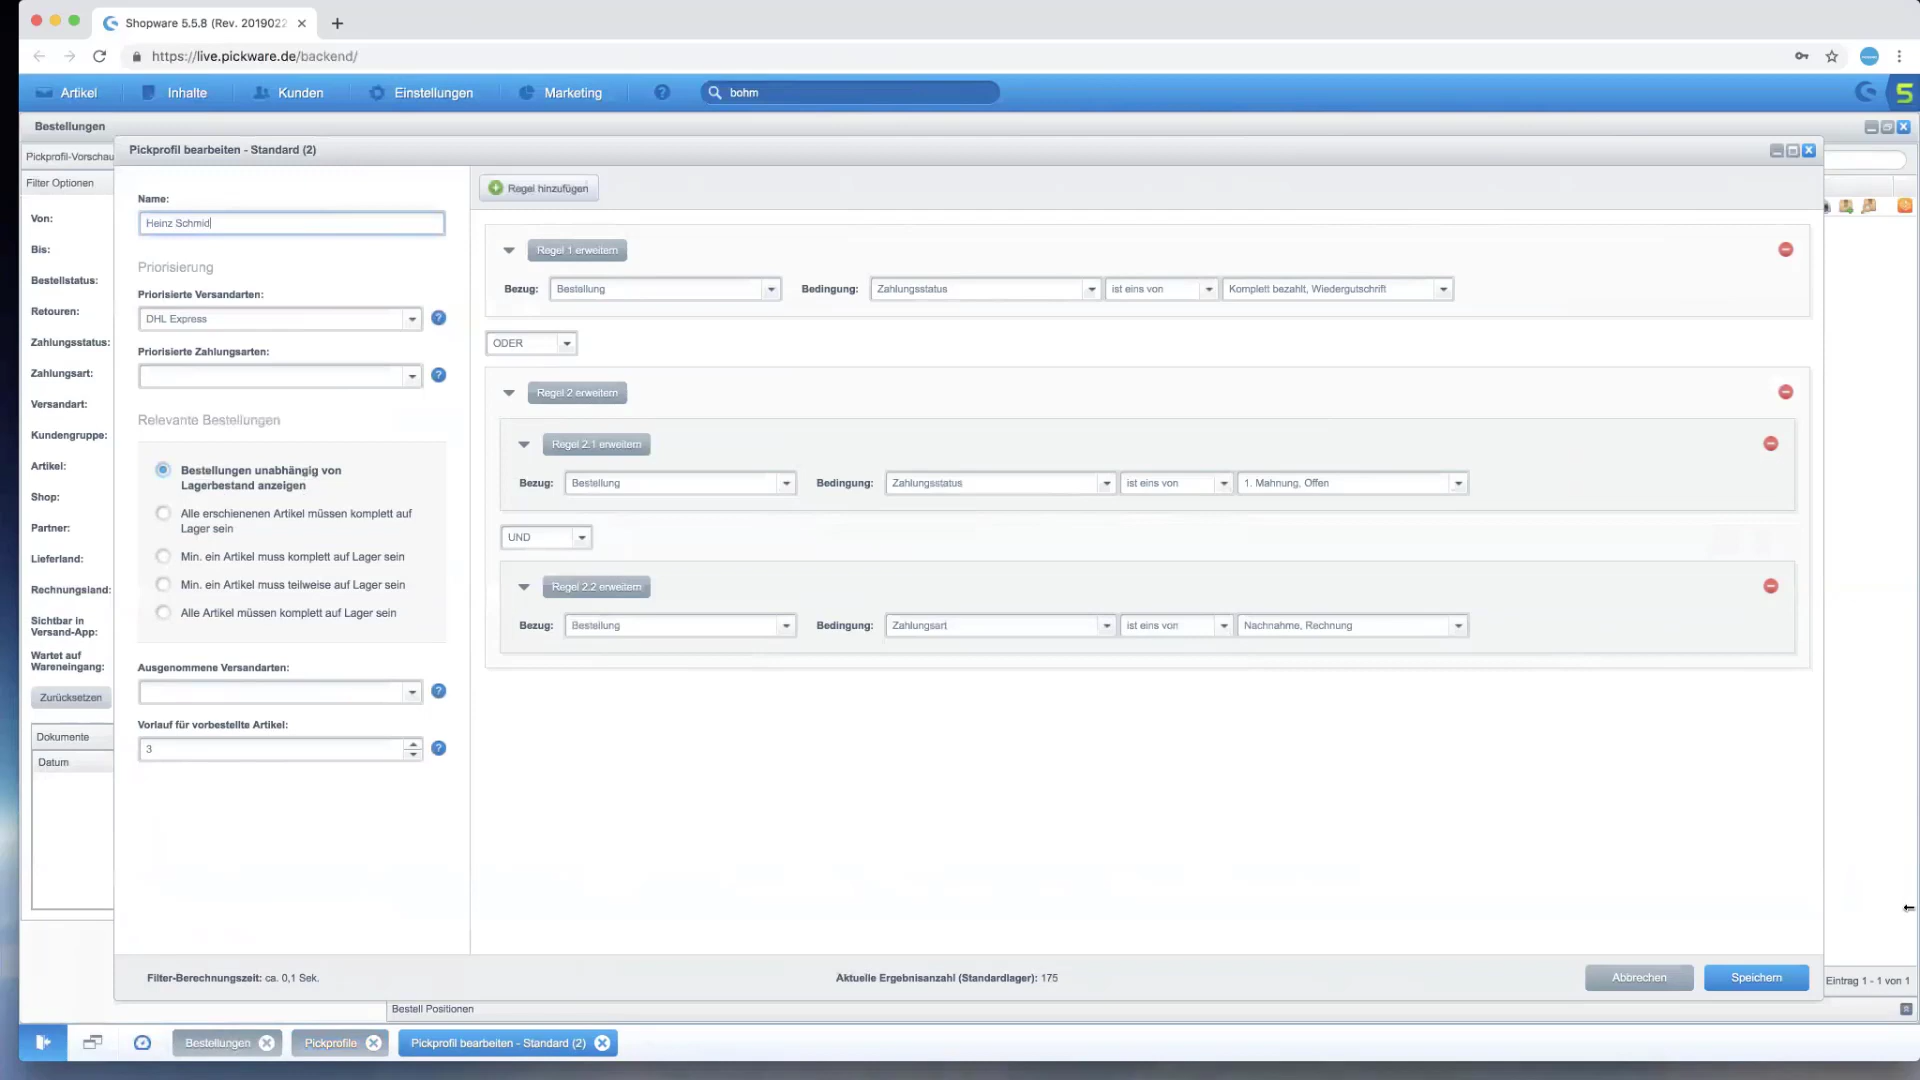 Shopware 5.5.8 (Rev. 2019022
https://live.pickware.de/backend/
Artikel
Inhalte
Kunden
Einstellungen
Marketing
bohm
Bestellungen
Pickprofil-Vorschau
Filter Optionen
Von:
Bis:
Bestellstatus:
Retouren:
Zahlungsstatus:
Zahlungsart:
Versandart:
Kundengruppe:
Artikel:
Shop:
Partner:
Lieferland:
Rechnungsland:
Sichtbar in
Versand-App:
Wartet auf
Wareneingang:
Zurücksetzen
Dokumente
Datum
Pickprofil bearbeiten - Standard (2)
Name:
Heinz Schmid
Priorisierung
Priorisierte Versandarten:
DHL Express
Priorisierte Zahlungsarten:
Relevante Bestellungen
Bestellungen unabhängig von
Lagerbestand anzeigen
Alle erschienenen Artikel müssen komplett auf
Lager sein
Min. ein Artikel muss komplett auf Lager sein
Min. ein Artikel muss teilweise auf Lager sein
Alle Artikel müssen komplett auf Lager sein
Ausgenommene Versandarten:
Vorlauf für vorbestellte Artikel:
3
Regel hinzufügen
Regel 1 erweitern
Bezug: Bestellung Bedingung: Zahlungsstatus ist eins von Komplett bezahlt, Wiedergutschrift
ODER
Regel 2 erweitern
Regel 2.1 erweitern
Bezug: Bestellung Bedingung: Zahlungsstatus ist eins von 1. Mahnung, Offen
UND
Regel 2.2 erweitern
Bezug: Bestellung Bedingung: Zahlungsart ist eins von Nachnahme, Rechnung
Filter-Berechnungszeit: ca. 0,1 Sek.
Aktuelle Ergebnisanzahl (Standardlager): 175
Abbrechen
Speichern
Eintrag 1 - 1 von 1
Bestell Positionen
Bestellungen
Pickprofile
Pickprofil bearbeiten - Standard (2)